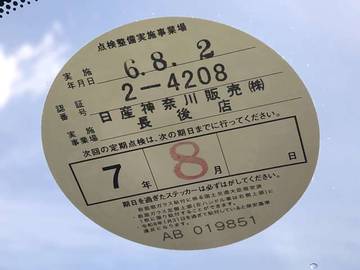 点検整備実施事業場
実施年月日 6.8.2
認証番号 2-4208
実施事業場 日産神奈川販売㈱
長後店
次回の定期点検は、次の期日までに行ってください。
7年 8月 日
期日を過ぎたステッカーは必ずはがしてください。
AB 019851